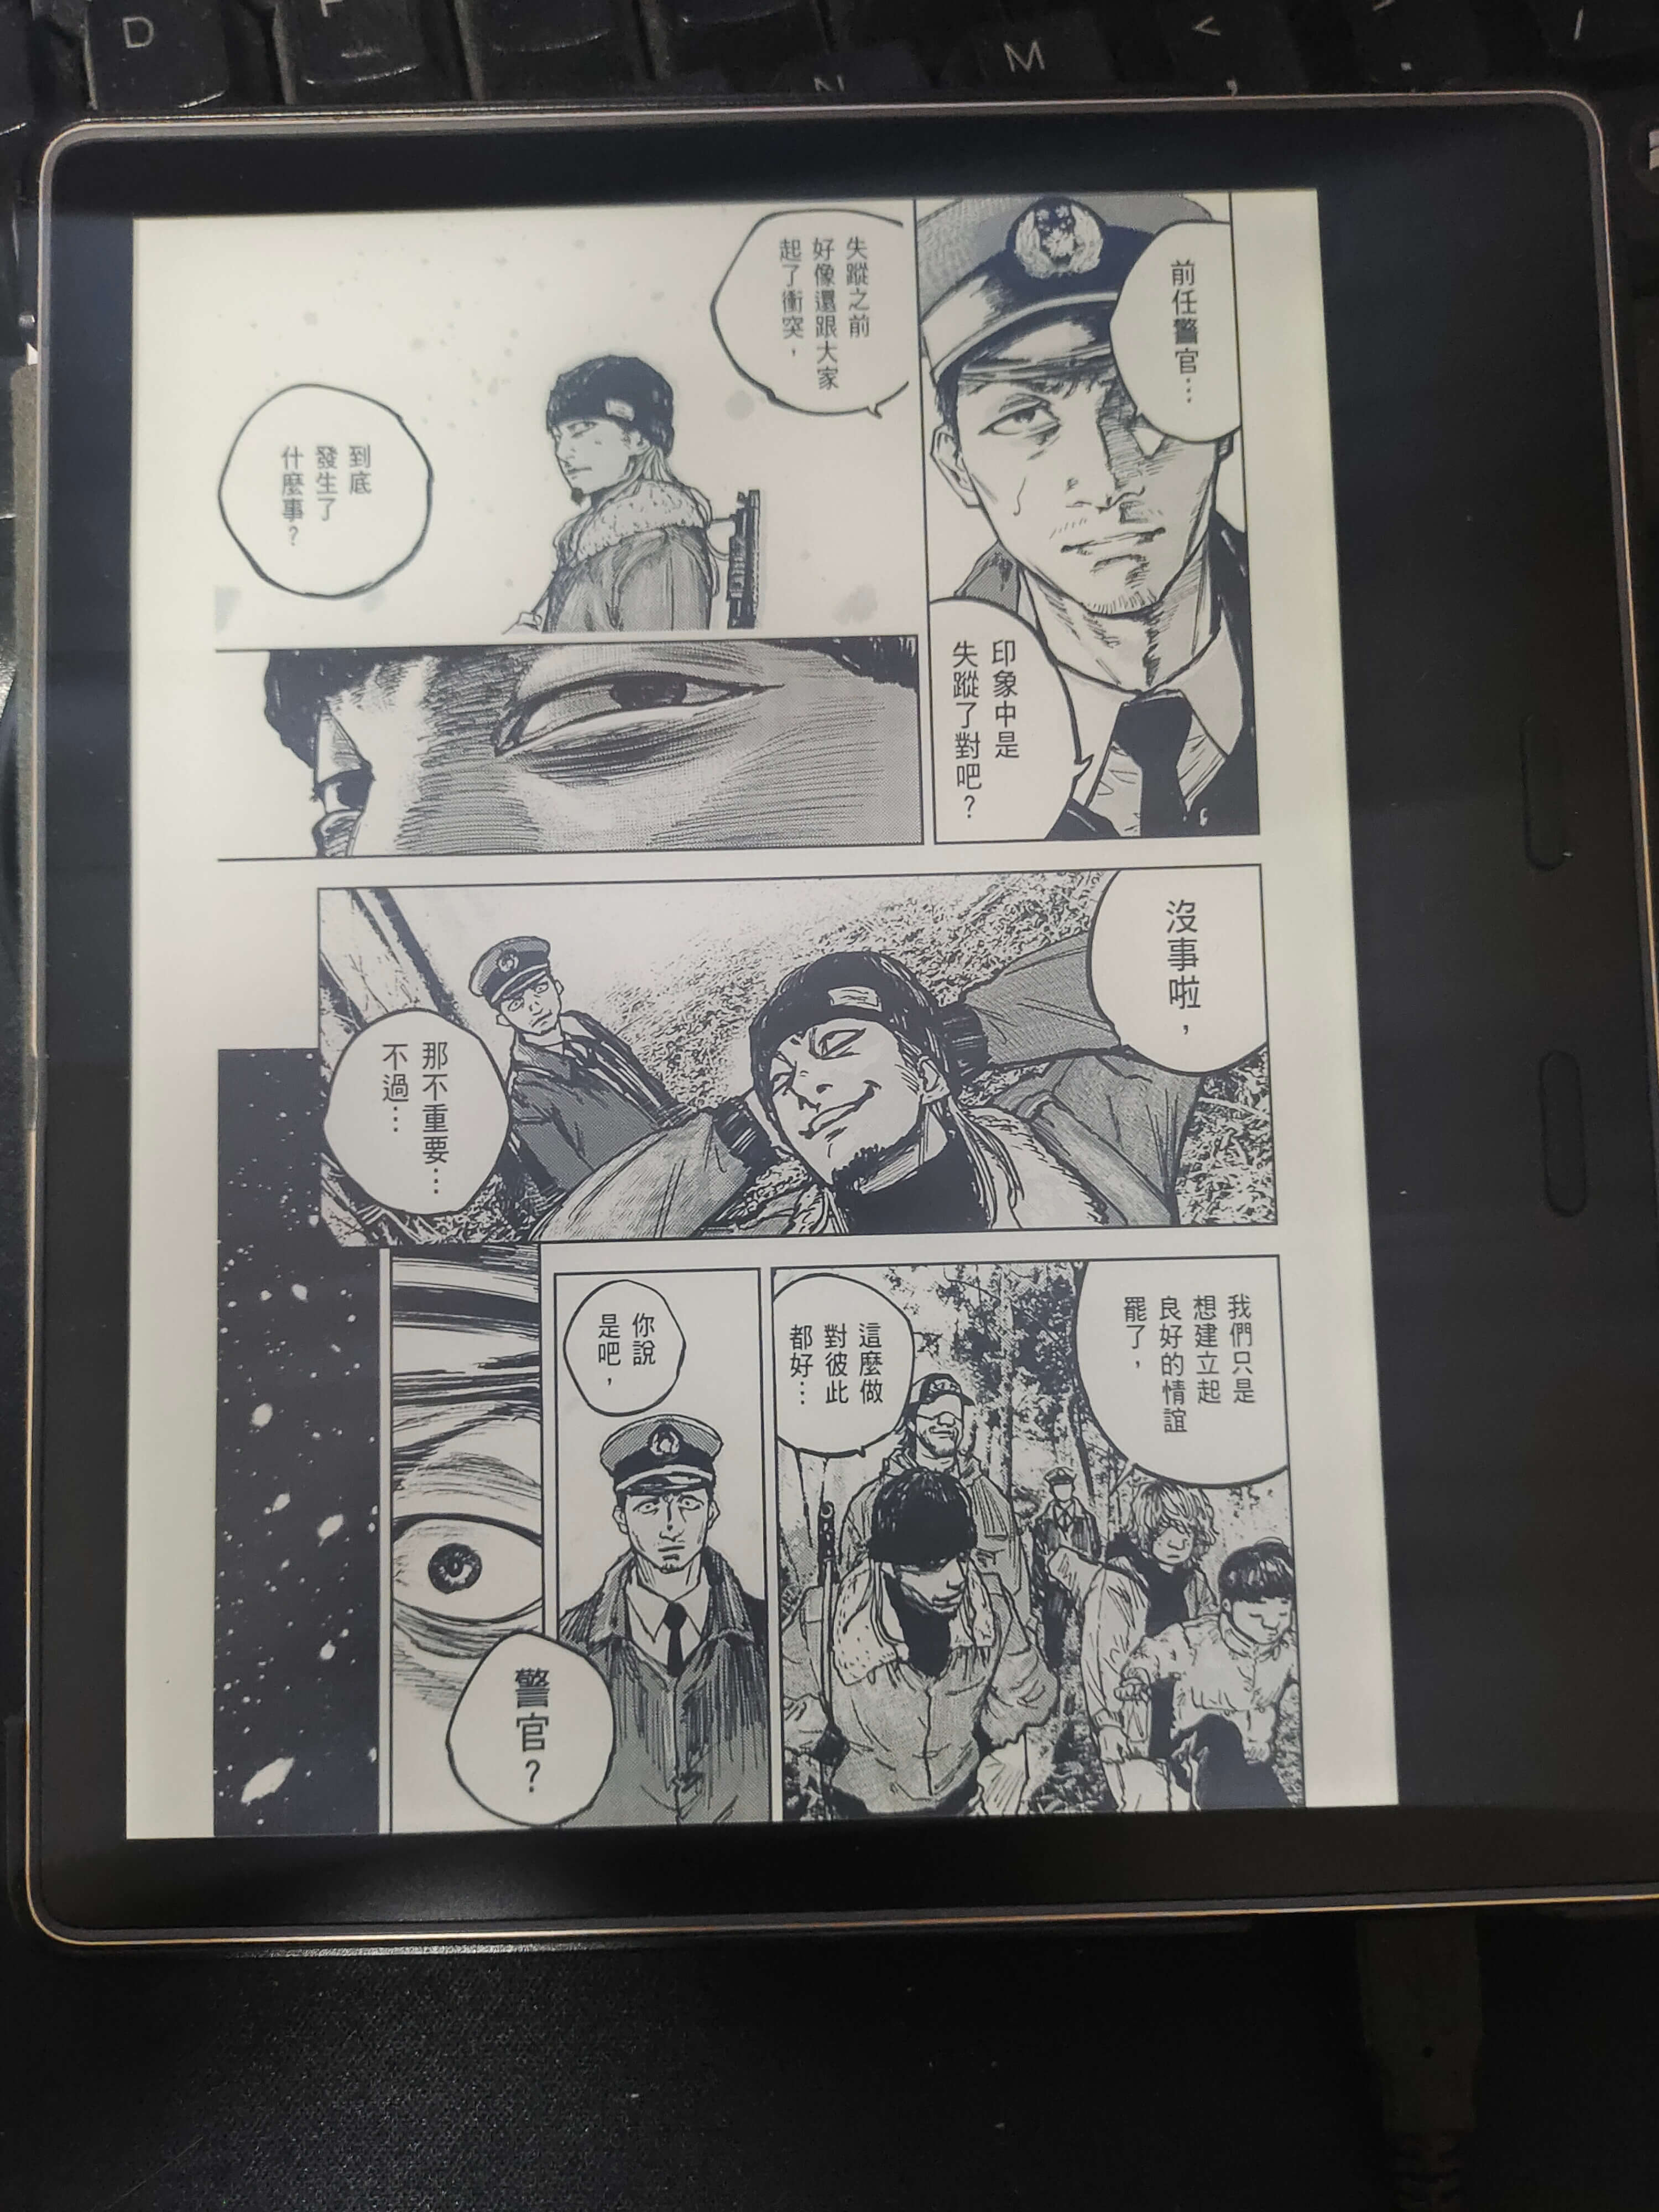 D
F
N
M
<
,
>
.
/
前任警官⋯
印象中是
失蹤了對吧？
失蹤之前
好像還跟大家
起了衝突，
到底
發生了
什麼事？
沒事啦，
那不重要⋯
不過⋯
我們只是
想建立起
良好的情誼
罷了，
這麼做
對彼此
都好⋯
你說
是吧，
警官？